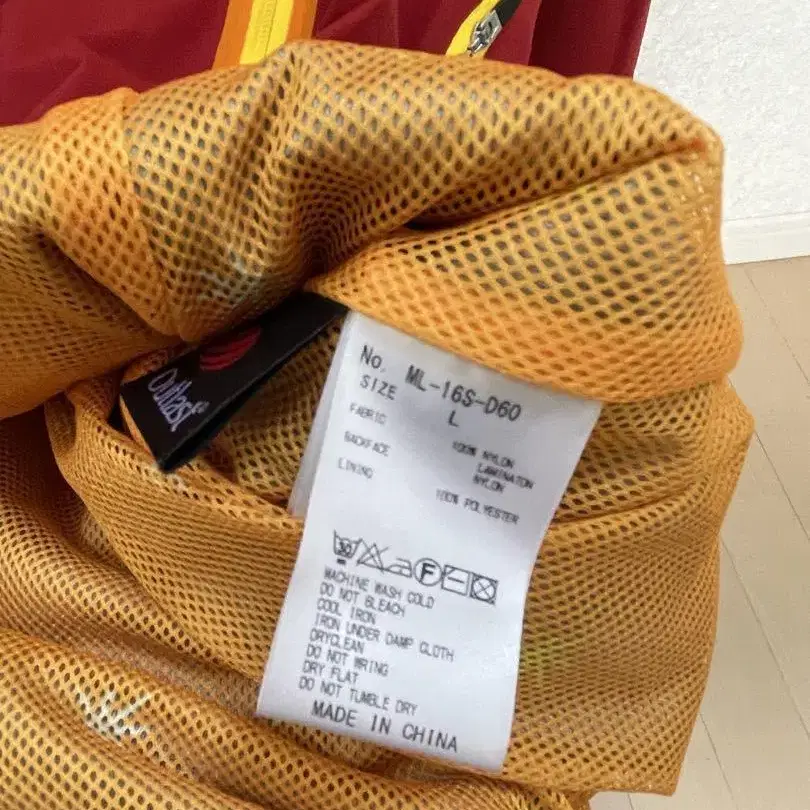 Outlast®
No. ML-16S-D60
SIZE L
FABRIC 100% NYLON
BACKFACE LAMINATON
NYLON
LINING 100% POLYESTER
30 F
MACHINE WASH COLD
DO NOT BLEACH
COOL IRON
IRON UNDER DAMP CLOTH
DRYCLEAN
DO NOT WRING
DRY FLAT
DO NOT TUMBLE DRY
MADE IN CHINA